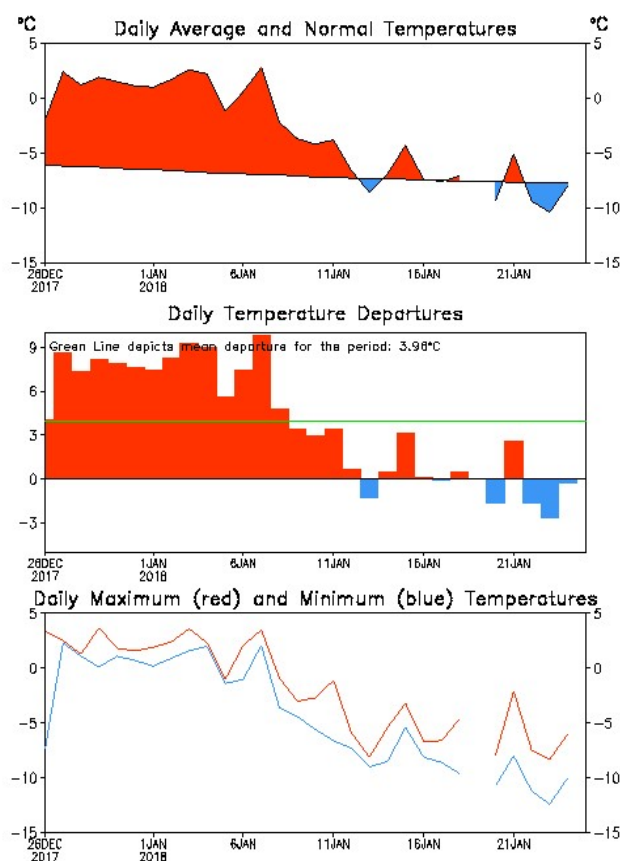 °C Daily Average and Normal Temperatures °C
5 5
0 0
−5 −5
−10 −10
−15 −15
26DEC 1JAN 6JAN 11JAN 16JAN 21JAN
2017 2018
Daily Temperature Departures
9 Green Line depicts mean departure for the period: 3.96°C
6
3
0
−3
26DEC 1JAN 6JAN 11JAN 16JAN 21JAN
2017 2018
Daily Maximum (red) and Minimum (blue) Temperatures
5 5
0 0
−5 −5
−10 −10
−15 −15
26DEC 1JAN 6JAN 11JAN 16JAN 21JAN
2017 2018